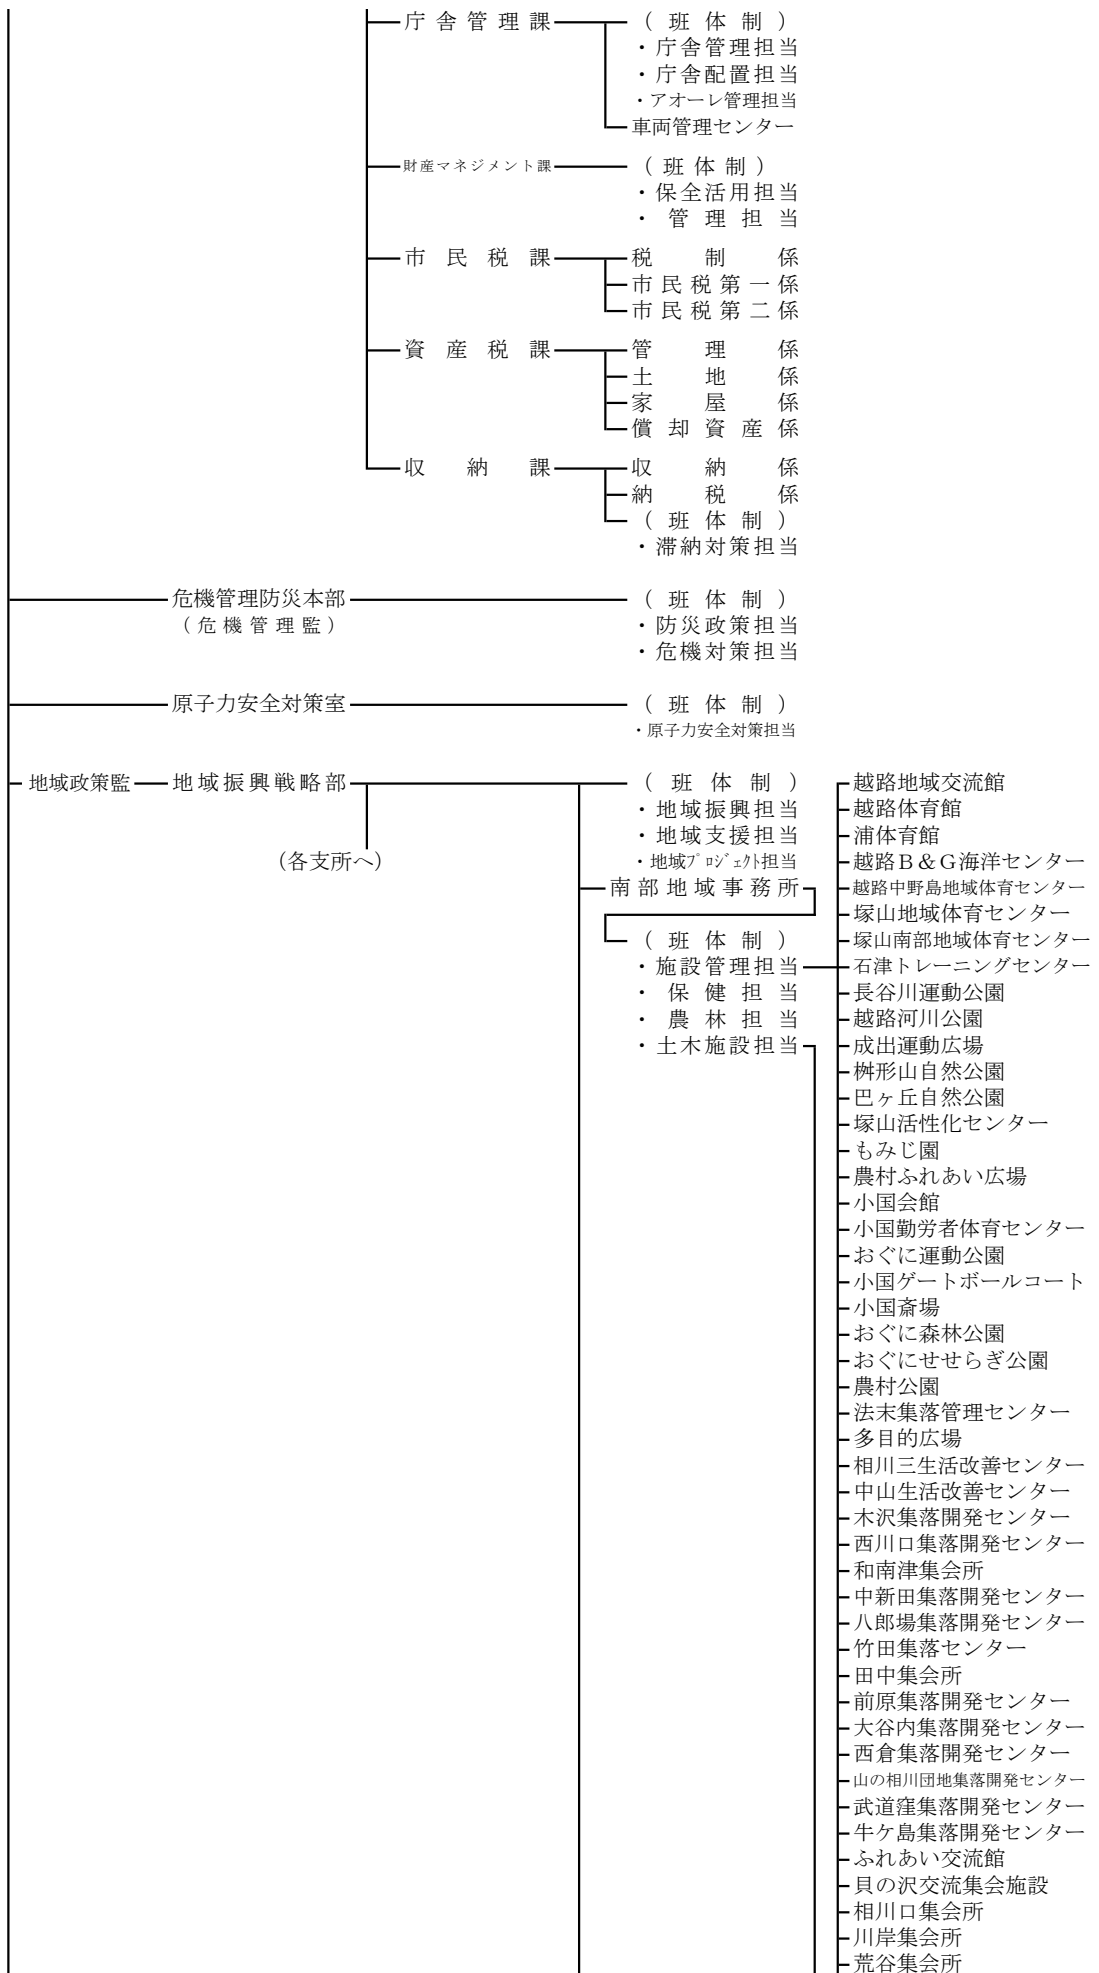 庁舎管理課
（班体制）
・庁舎管理担当
・庁舎配置担当
・アオーレ管理担当
車両管理センター
財産マネジメント課
（班体制）
・保全活用担当
・管理担当
市民税課
税制係
市民税第一係
市民税第二係
資産税課
管理係
土地係
家屋係
償却資産係
収納課
収納係
納税係
（班体制）
・滞納対策担当
危機管理防災本部
（危機管理監）
（班体制）
・防災政策担当
・危機対策担当
原子力安全対策室
（班体制）
・原子力安全対策担当
地域政策監
地域振興戦略部
(各支所へ)
（班体制）
・地域振興担当
・地域支援担当
・地域ﾌﾟﾛｼﾞｪｸﾄ担当
南部地域事務所
（班体制）
・施設管理担当
・保健担当
・農林担当
・土木施設担当
越路地域交流館
越路体育館
浦体育館
越路Ｂ＆Ｇ海洋センター
越路中野島地域体育センター
塚山地域体育センター
塚山南部地域体育センター
石津トレーニングセンター
長谷川運動公園
越路河川公園
成出運動広場
桝形山自然公園
巴ヶ丘自然公園
塚山活性化センター
もみじ園
農村ふれあい広場
小国会館
小国勤労者体育センター
おぐに運動公園
小国ゲートボールコート
小国斎場
おぐに森林公園
おぐにせせらぎ公園
農村公園
法末集落管理センター
多目的広場
相川三生活改善センター
中山生活改善センター
木沢集落開発センター
西川口集落開発センター
和南津集会所
中新田集落開発センター
八郎場集落開発センター
竹田集落センター
田中集会所
前原集落開発センター
大谷内集落開発センター
西倉集落開発センター
山の相川団地集落開発センター
武道窪集落開発センター
牛ケ島集落開発センター
ふれあい交流館
貝の沢交流集会施設
相川口集会所
川岸集会所
荒谷集会所